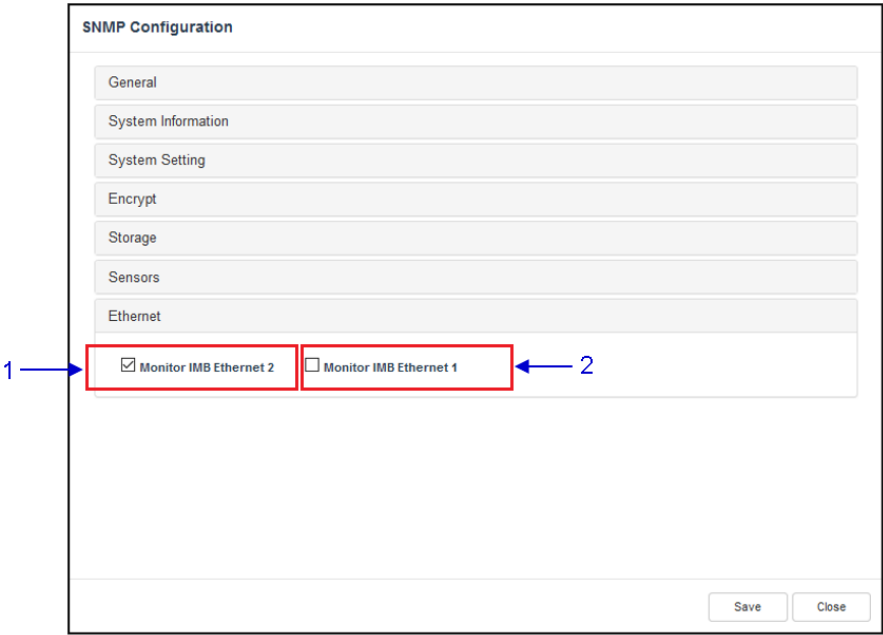 SNMP Configuration
General
System Information
System Setting
Encrypt
Storage
Sensors
Ethernet
1 Monitor IMB Ethernet 2 Monitor IMB Ethernet 1 2
Save Close